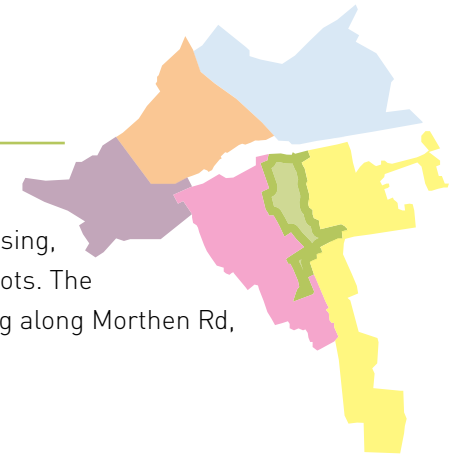 sing,
ots. The
g along Morthen Rd,